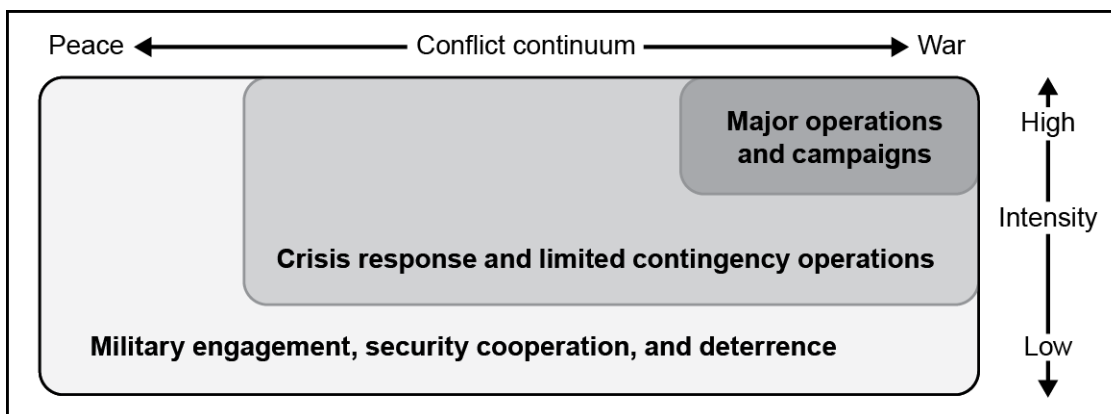 Peace Conflict continuum War
Major operations
and campaigns
High
Intensity
Crisis response and limited contingency operations
Military engagement, security cooperation, and deterrence
Low